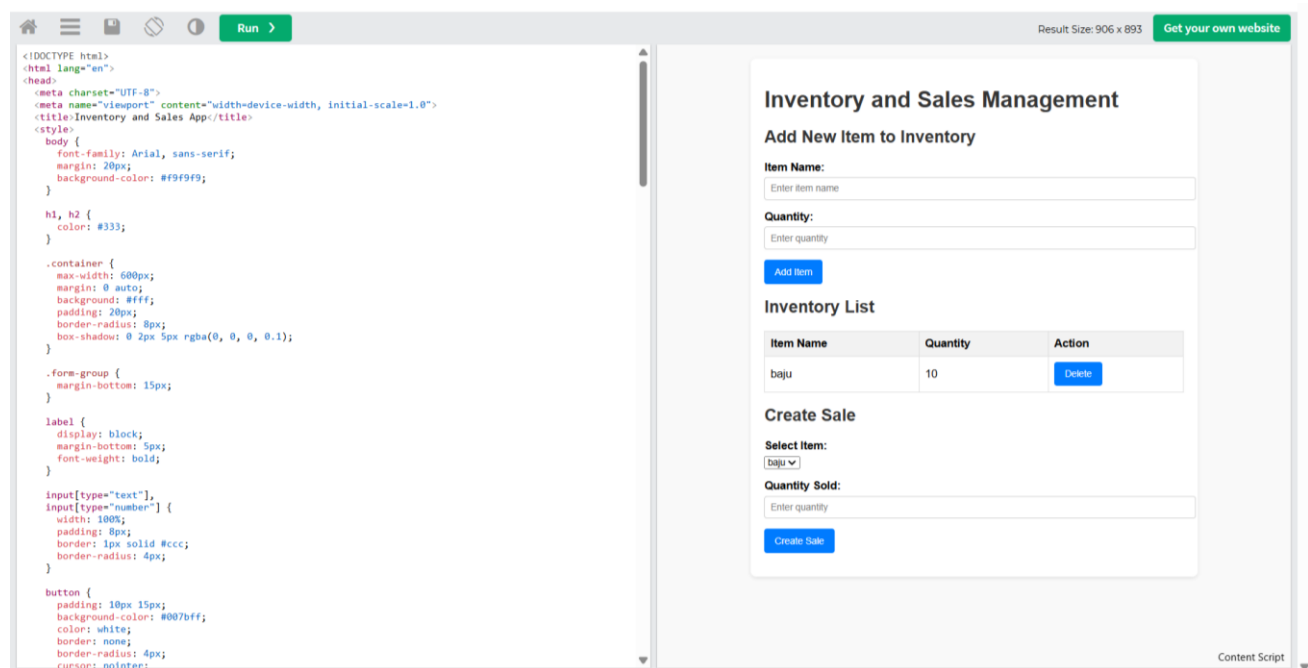 Run ❯
Result Size: 906 x 893
Get your own website
<!DOCTYPE html>
<html lang="en">
<head>
  <meta charset="UTF-8">
  <meta name="viewport" content="width=device-width, initial-scale=1.0">
  <title>Inventory and Sales App</title>
  <style>
    body {
      font-family: Arial, sans-serif;
      margin: 20px;
      background-color: #f9f9f9;
    }
    h1, h2 {
      color: #333;
    }
    .container {
      max-width: 600px;
      margin: 0 auto;
      background: #fff;
      padding: 20px;
      border-radius: 8px;
      box-shadow: 0 2px 5px rgba(0, 0, 0, 0.1);
    }
    .form-group {
      margin-bottom: 15px;
    }
    label {
      display: block;
      margin-bottom: 5px;
      font-weight: bold;
    }
    input[type="text"],
    input[type="number"] {
      width: 100%;
      padding: 8px;
      border: 1px solid #ccc;
      border-radius: 4px;
    }
    button {
      padding: 10px 15px;
      background-color: #007bff;
      color: white;
      border: none;
      border-radius: 4px;
      cursor: pointer;
Inventory and Sales Management
Add New Item to Inventory
Item Name:
Enter item name
Quantity:
Enter quantity
Add Item
Inventory List
Item Name Quantity Action
baju 10 Delete
Create Sale
Select Item:
baju
Quantity Sold:
Enter quantity
Create Sale
Content Script